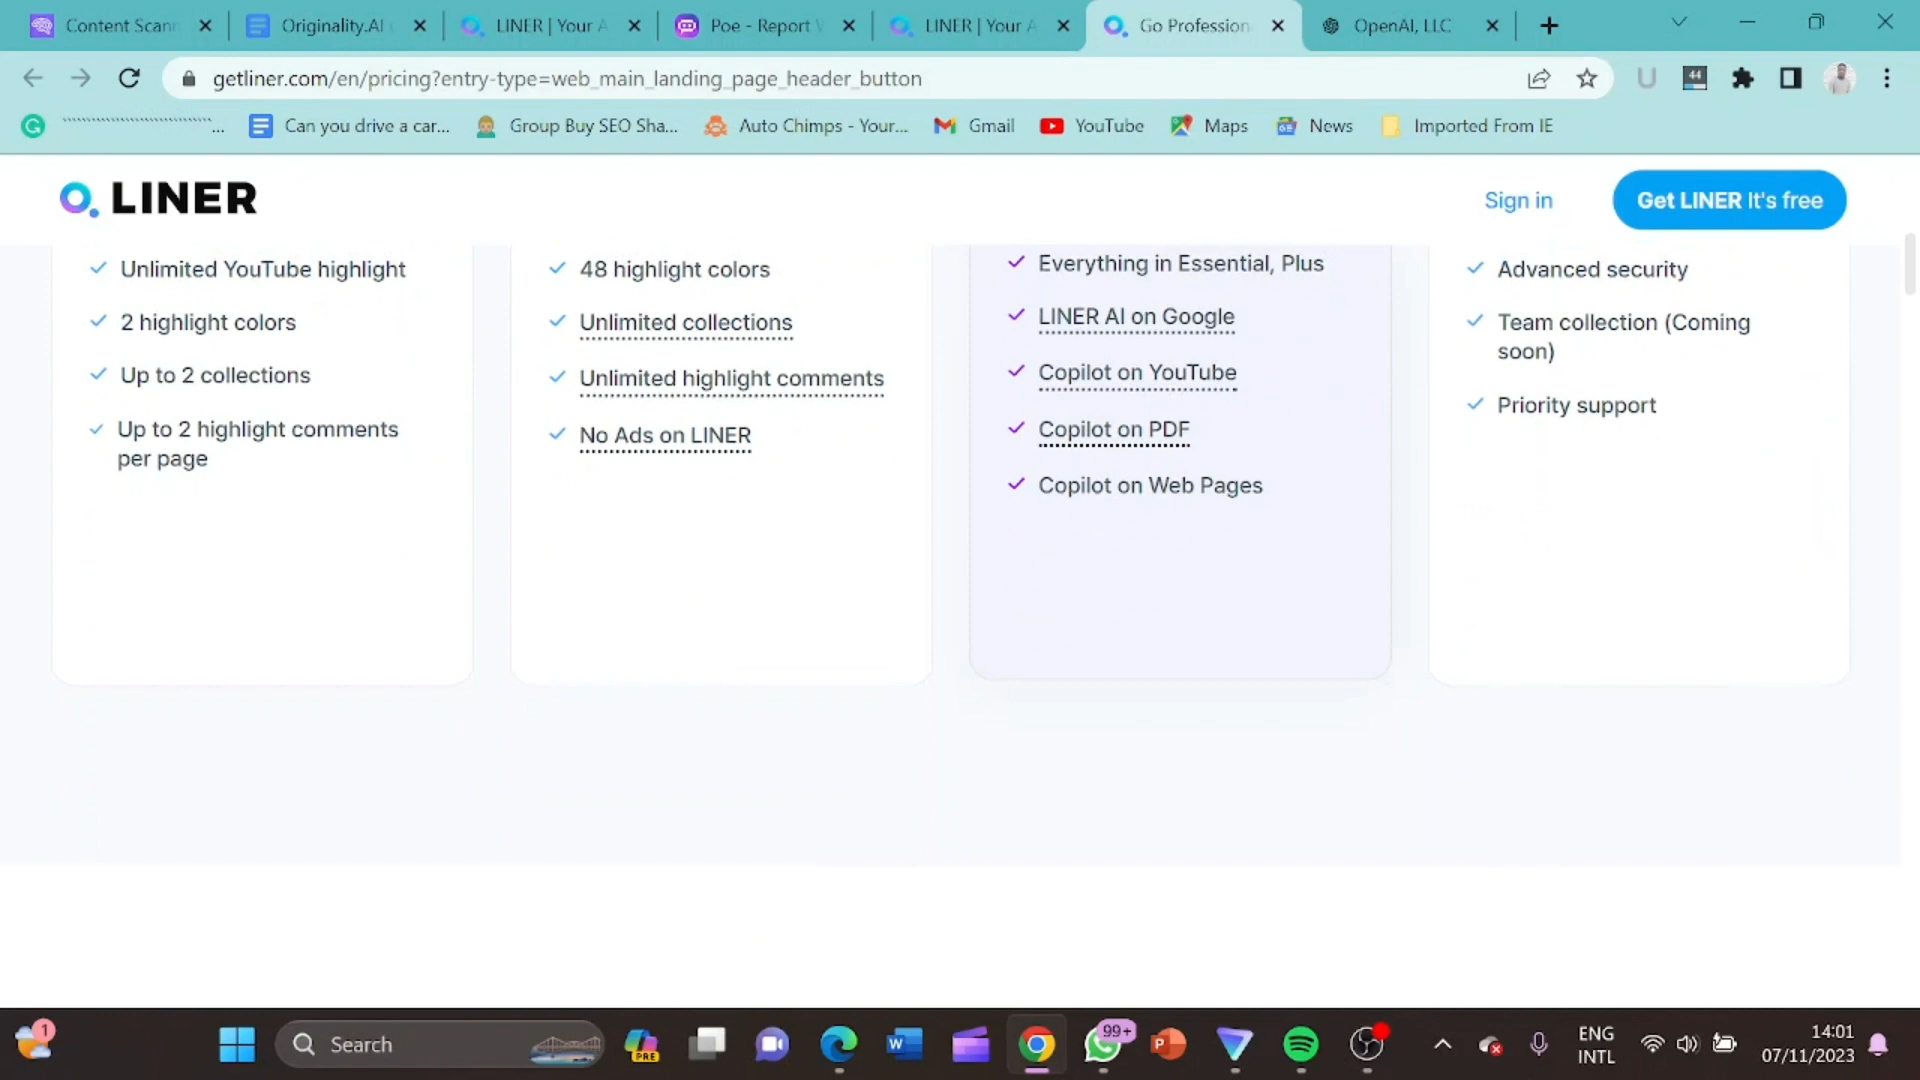 Content Scann
Originality.AI
LINER | Your A
Poe - Report V
LINER | Your A
Go Profession
OpenAI, LLC
getliner.com/en/pricing?entry-type=web_main_landing_page_header_button
44
Can you drive a car...
Group Buy SEO Sha...
Auto Chimps - Your...
Gmail
YouTube
Maps
News
Imported From IE
LINER
Sign in
Get LINER It's free
Unlimited YouTube highlight
2 highlight colors
Up to 2 collections
Up to 2 highlight comments
per page
48 highlight colors
Unlimited collections
Unlimited highlight comments
No Ads on LINER
Everything in Essential, Plus
LINER AI on Google
Copilot on YouTube
Copilot on PDF
Copilot on Web Pages
Advanced security
Team collection (Coming
soon)
Priority support
1
Search
PRE
99+
ENG
INTL
14:01
07/11/2023